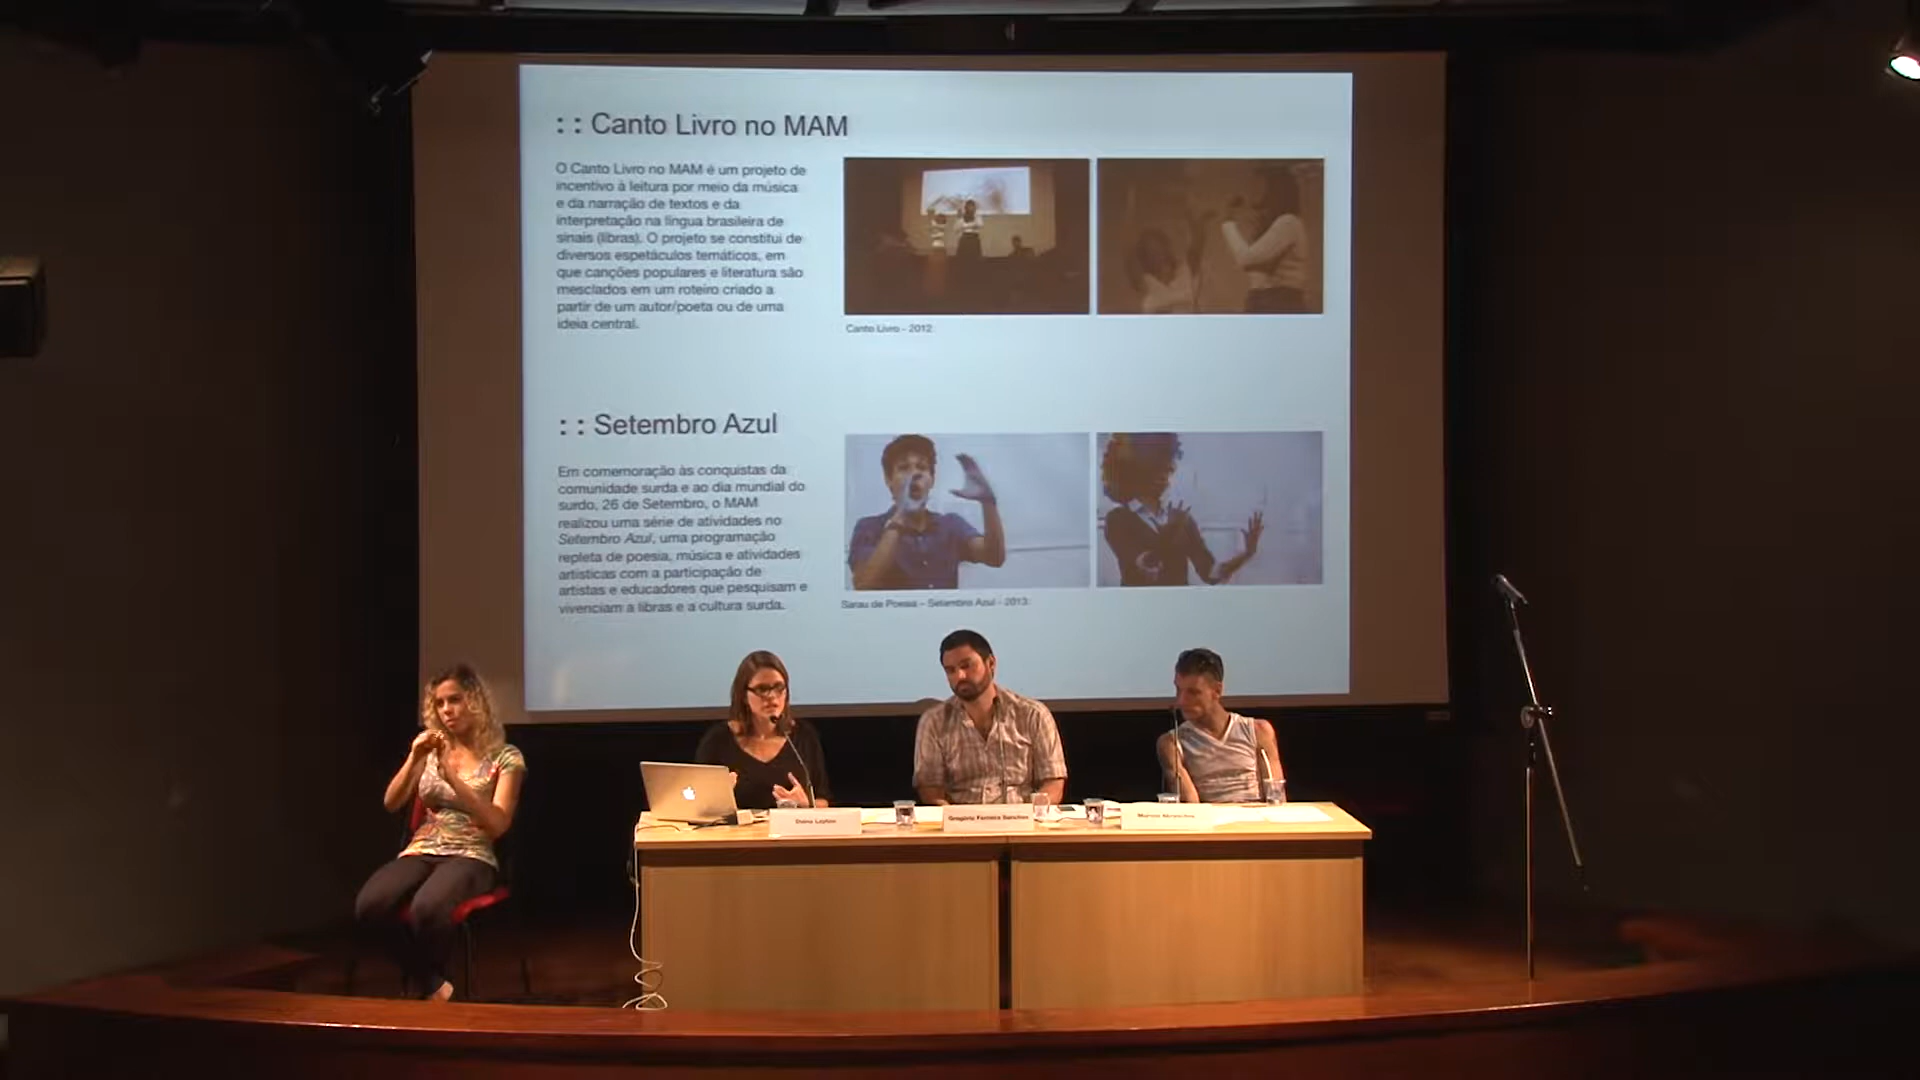 : : Canto Livro no MAM
O Canto Livro no MAM é um projeto de
incentivo à leitura por meio da música
e da narração de textos e da
interpretação na língua brasileira de
sinais (libras). O projeto se constitui de
diversos espetáculos temáticos, em
que canções populares e literatura são
mesclados em um roteiro criado a
partir de um autor/poeta ou de uma
ideia central.
Canto Livro - 2012
: : Setembro Azul
Em comemoração às conquistas da
comunidade surda e ao dia mundial do
surdo, 26 de Setembro, o MAM
realizou uma série de atividades no
Setembro Azul, uma programação
repleta de poesia, música e atividades
artísticas com a participação de
artistas e educadores que pesquisam e
vivenciam a libras e a cultura surda.
Sarau de Poesia – Setembro Azul - 2013
Gregório Ferreira Sanches